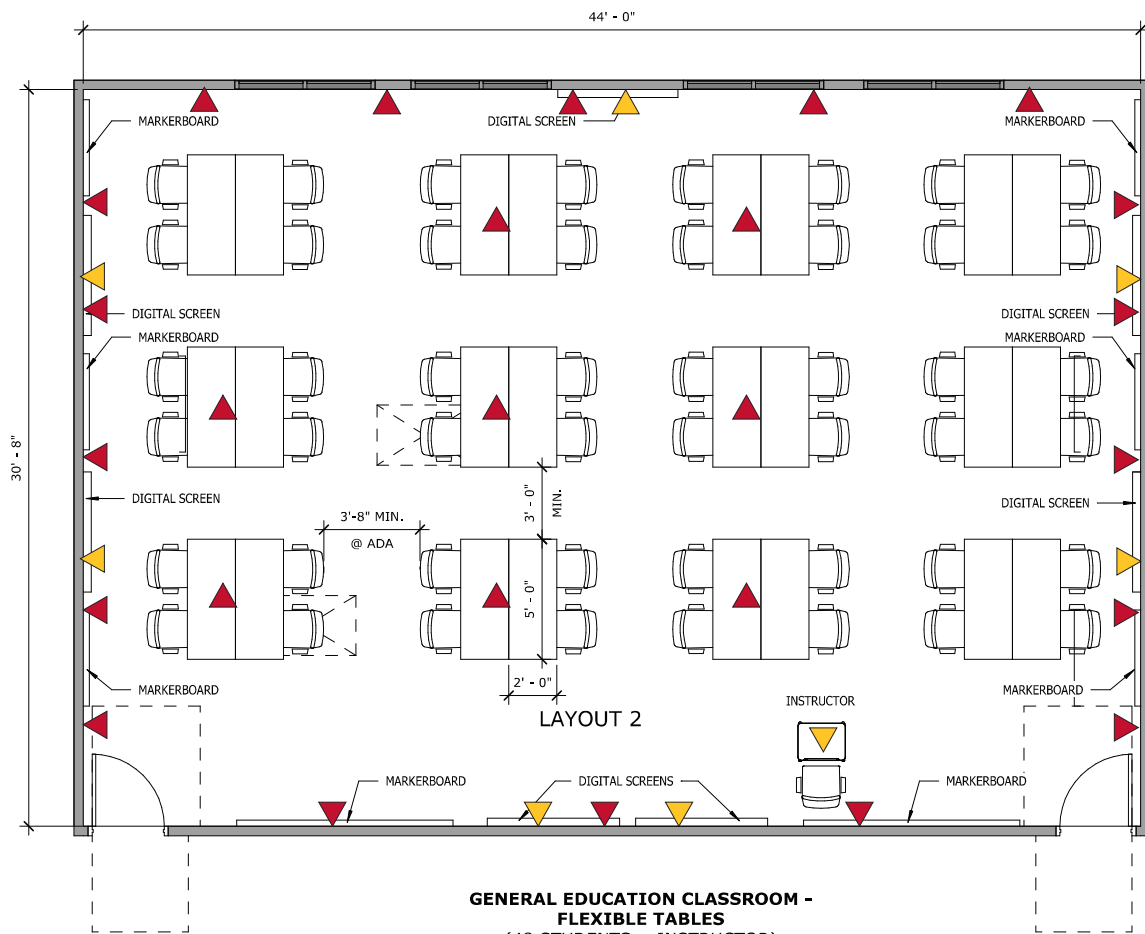 44' - 0"
MARKERBOARD
DIGITAL SCREEN
MARKERBOARD
DIGITAL SCREEN
DIGITAL SCREEN
MARKERBOARD
MARKERBOARD
30' - 8"
DIGITAL SCREEN
DIGITAL SCREEN
3'-8" MIN.
@ ADA
3' - 0"
MIN.
5' - 0"
2' - 0"
MARKERBOARD
MARKERBOARD
INSTRUCTOR
LAYOUT 2
MARKERBOARD
DIGITAL SCREENS
MARKERBOARD
GENERAL EDUCATION CLASSROOM -
FLEXIBLE TABLES